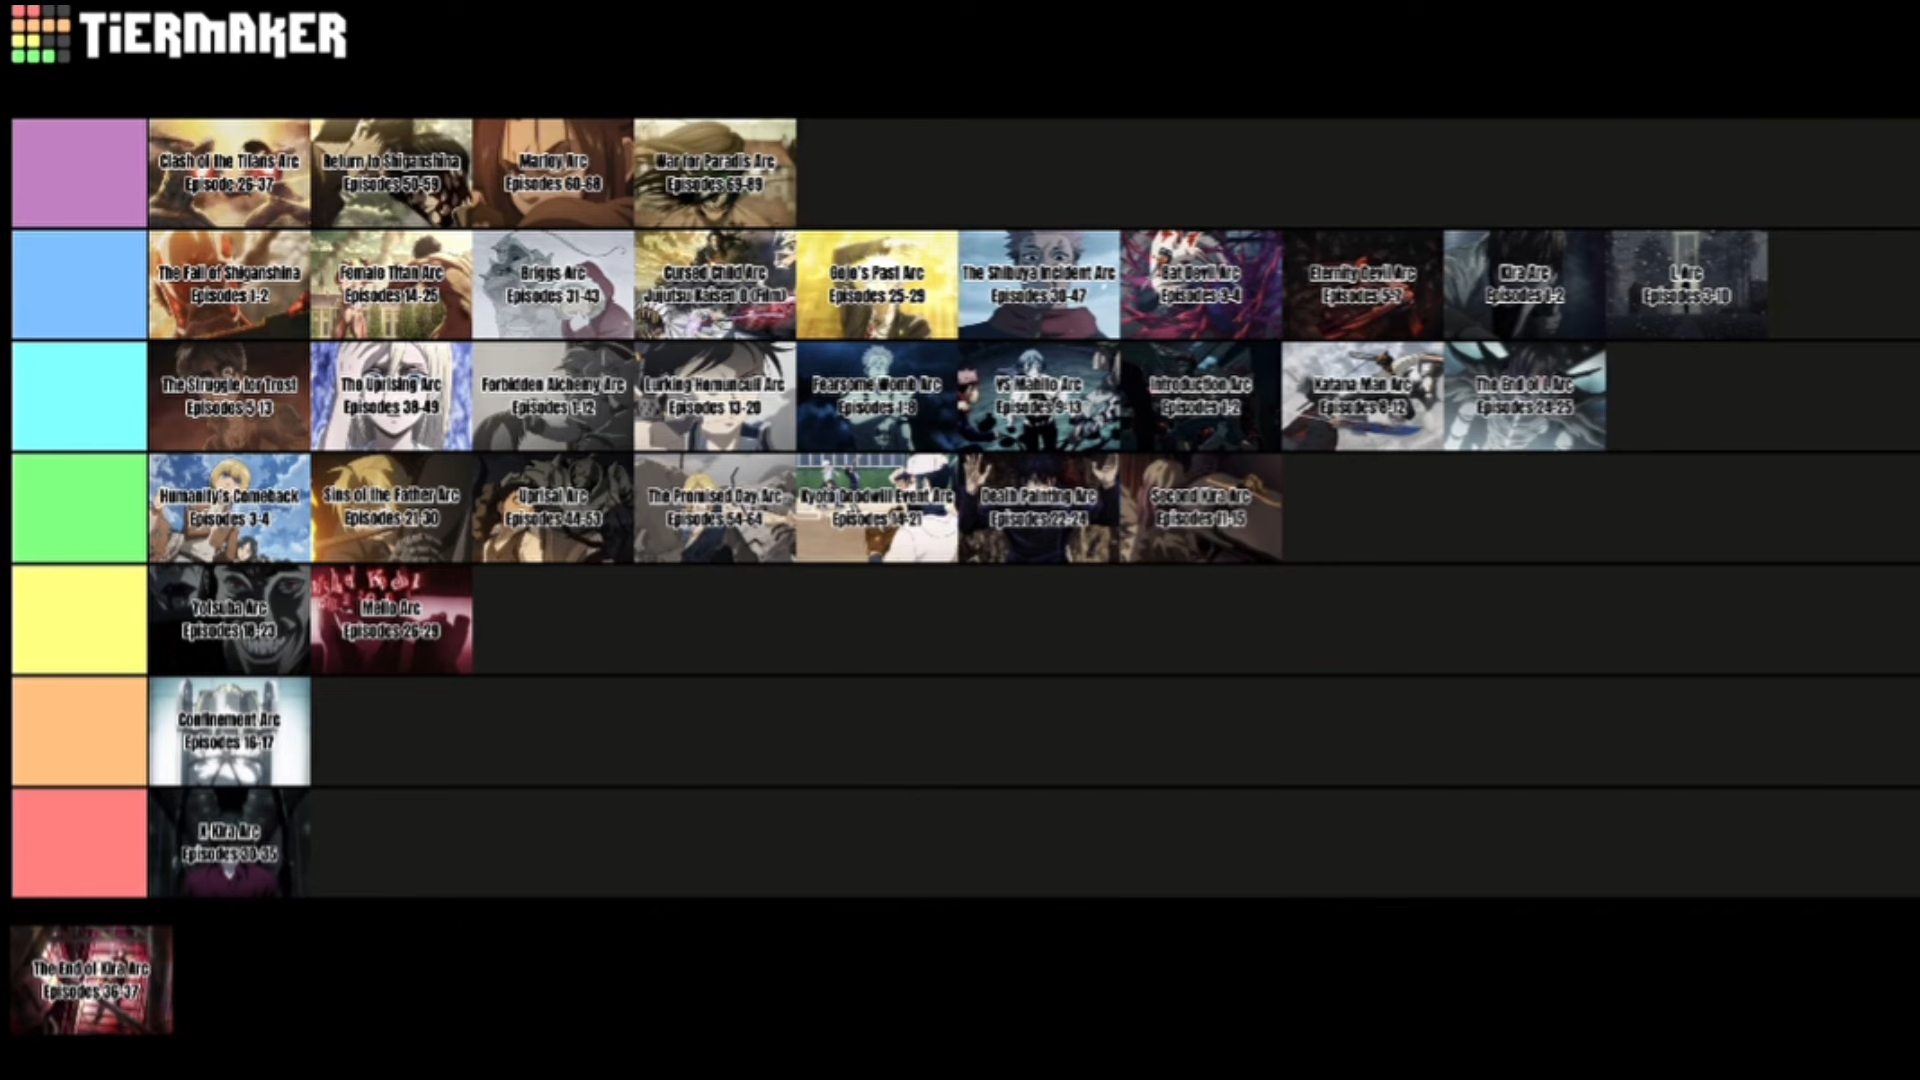 TiERMAKER
Clash of the Titans Arc
Episode 26-37
Return to Shiganshina
Episodes 50-59
Marley Arc
Episodes 60-68
War for Paradis Arc
Episodes 69-89
The Fall of Shiganshina
Episodes 1-2
Female Titan Arc
Episodes 14-25
Briggs Arc
Episodes 31-43
Cursed Child Arc
Jujutsu Kaisen 0 (Film)
Gojo's Past Arc
Episodes 25-29
The Shibuya Incident Arc
Episodes 30-47
Bat Devil Arc
Episodes 3-4
Eternity Devil Arc
Episodes 5-7
Kira Arc
Episodes 1-2
L Arc
Episodes 3-10
The Struggle for Trost
Episodes 5-13
The Uprising Arc
Episodes 38-49
Forbidden Alchemy Arc
Episodes 1-12
Lurking Homunculi Arc
Episodes 13-20
Fearsome Womb Arc
Episodes 1-8
VS Mahito Arc
Episodes 9-13
Introduction Arc
Episodes 1-2
Katana Man Arc
Episodes 8-12
The End of L Arc
Episodes 24-25
Humanity's Comeback
Episodes 3-4
Sins of the Father Arc
Episodes 21-30
Uprisal Arc
Episodes 44-53
The Promised Day Arc
Episodes 54-64
Kyoto Goodwill Event Arc
Episodes 14-21
Death Painting Arc
Episodes 22-24
Second Kira Arc
Episodes 11-15
Yotsuba Arc
Episodes 18-23
Mello Arc
Episodes 26-29
Confinement Arc
Episodes 16-17
X-Kira Arc
Episodes 30-35
The End of Kira Arc
Episodes 36-37